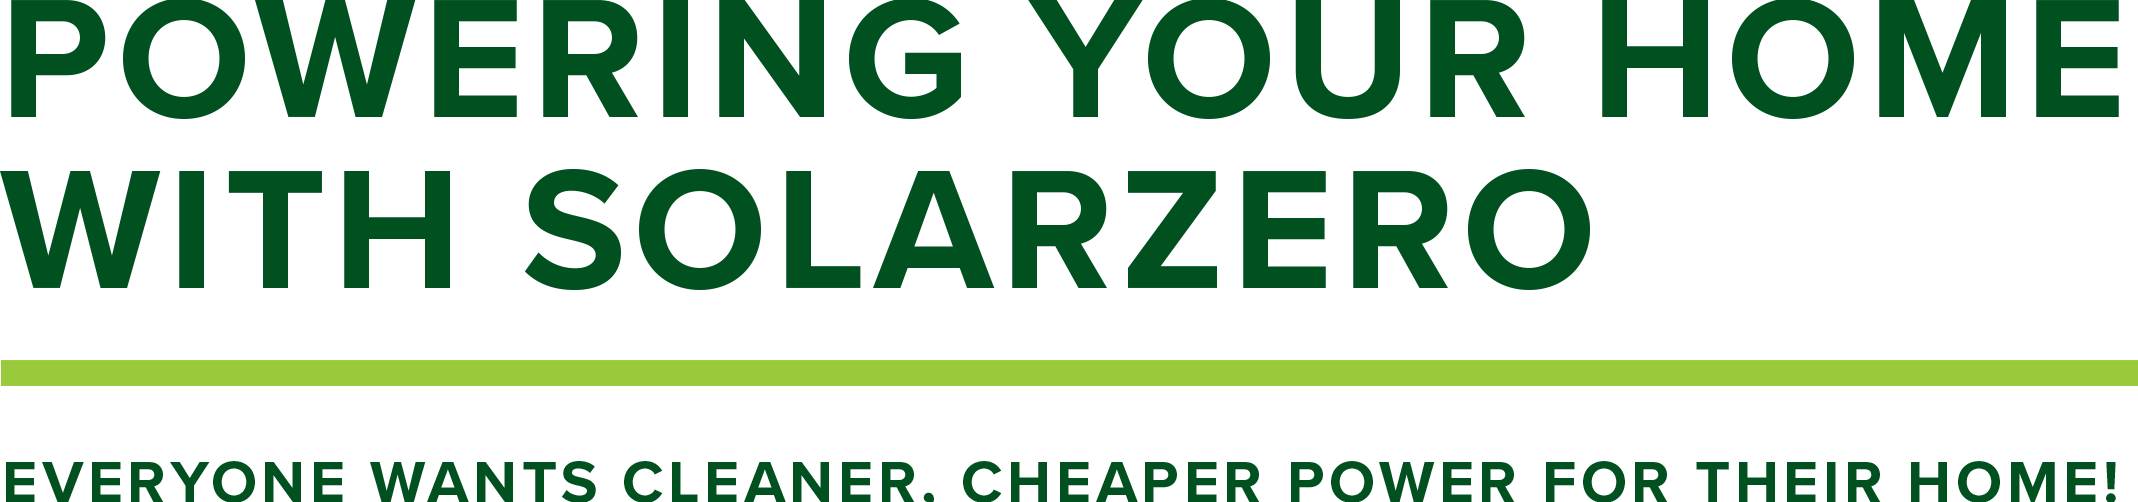 POWERING YOUR HOME
WITH SOLARZERO
EVERYONE WANTS CLEANER, CHEAPER POWER FOR THEIR HOME!